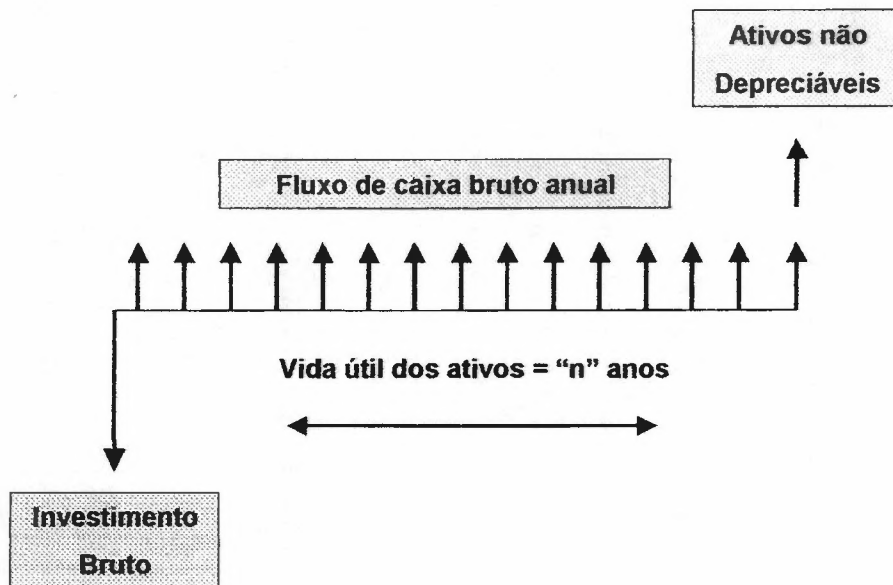 Ativos não
Depreciáveis
Fluxo de caixa bruto anual
Vida útil dos ativos = “n” anos
Investimento
Bruto